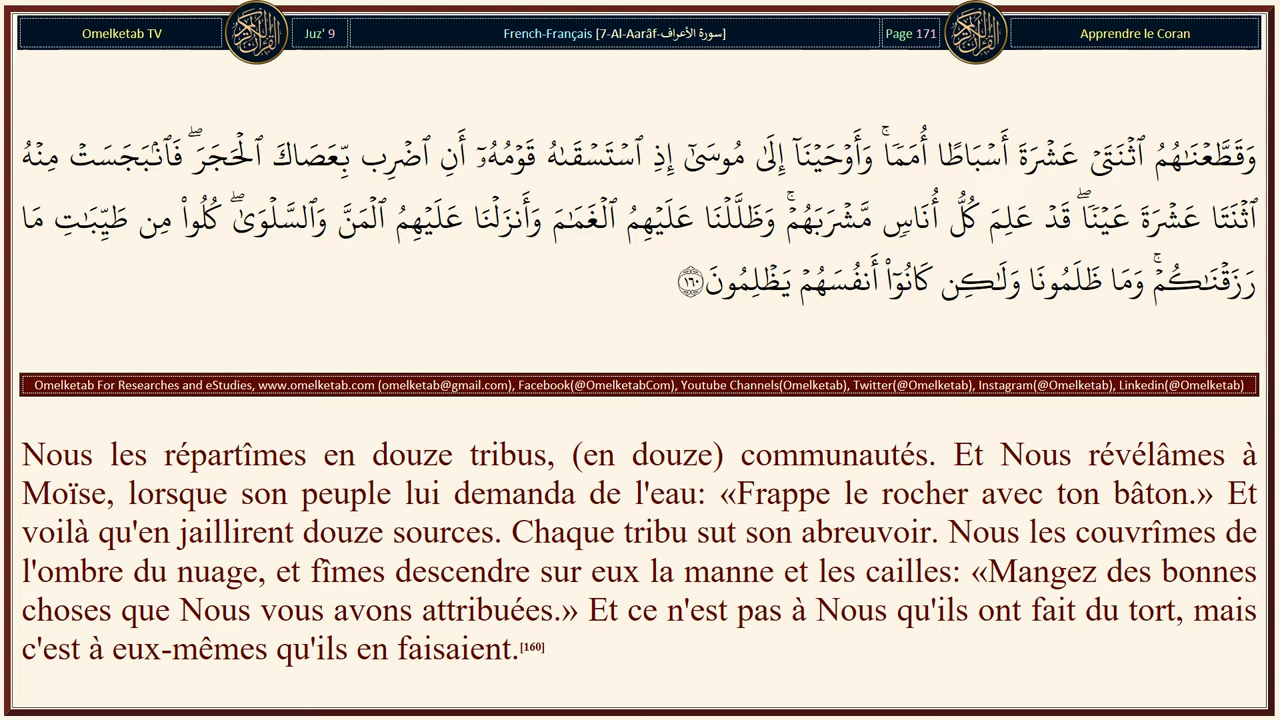 Omelketab TV
Juz' 9
French-Français [7-Al-Aarâf-سورة الأعراف]
Page 171
Apprendre le Coran
وَقَطَّعۡنَٰهُمُ ٱثۡنَتَيۡ عَشۡرَةَ أَسۡبَاطًا أُمَمٗاۚ وَأَوۡحَيۡنَآ إِلَىٰ مُوسَىٰٓ إِذِ ٱسۡتَسۡقَىٰهُ قَوۡمُهُۥٓ أَنِ ٱضۡرِب بِّعَصَاكَ ٱلۡحَجَرَۖ فَٱنۢبَجَسَتۡ مِنۡهُ
ٱثۡنَتَا عَشۡرَةَ عَيۡنٗاۖ قَدۡ عَلِمَ كُلُّ أُنَاسٖ مَّشۡرَبَهُمۡۚ وَظَلَّلۡنَا عَلَيۡهِمُ ٱلۡغَمَٰمَ وَأَنزَلۡنَا عَلَيۡهِمُ ٱلۡمَنَّ وَٱلسَّلۡوَىٰۖ كُلُواْ مِن طَيِّبَٰتِ مَا
رَزَقۡنَٰكُمۡۚ وَمَا ظَلَمُونَا وَلَٰكِن كَانُوٓاْ أَنفُسَهُمۡ يَظۡلِمُونَ ١٦٠
Omelketab For Researches and eStudies, www.omelketab.com (omelketab@gmail.com), Facebook(@OmelketabCom), Youtube Channels(Omelketab), Twitter(@Omelketab), Instagram(@Omelketab), Linkedin(@Omelketab)
Nous les répartîmes en douze tribus, (en douze) communautés. Et Nous révélâmes à
Moïse, lorsque son peuple lui demanda de l'eau: «Frappe le rocher avec ton bâton.» Et
voilà qu'en jaillirent douze sources. Chaque tribu sut son abreuvoir. Nous les couvrîmes de
l'ombre du nuage, et fîmes descendre sur eux la manne et les cailles: «Mangez des bonnes
choses que Nous vous avons attribuées.» Et ce n'est pas à Nous qu'ils ont fait du tort, mais
c'est à eux-mêmes qu'ils en faisaient.[160]